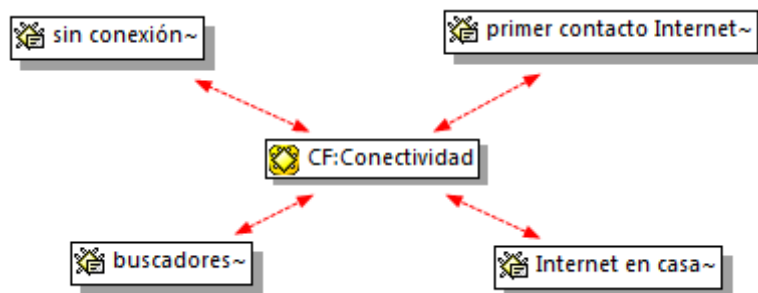 sin conexión~
primer contacto Internet~
CF:Conectividad
buscadores~
Internet en casa~